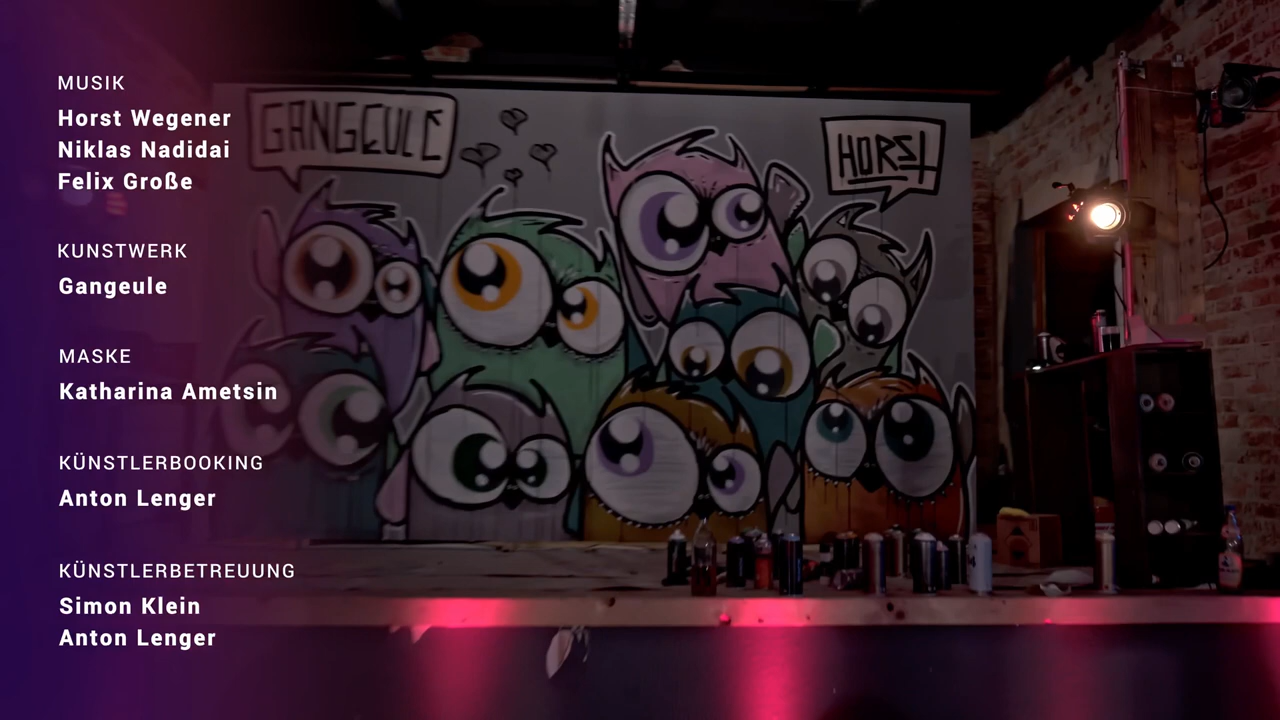 MUSIK
Horst Wegener
Niklas Nadidai
Felix Große
KUNSTWERK
Gangeule
MASKE
Katharina Ametsin
KÜNSTLERBOOKING
Anton Lenger
KÜNSTLERBETREUUNG
Simon Klein
Anton Lenger
GANGEULE
HORST